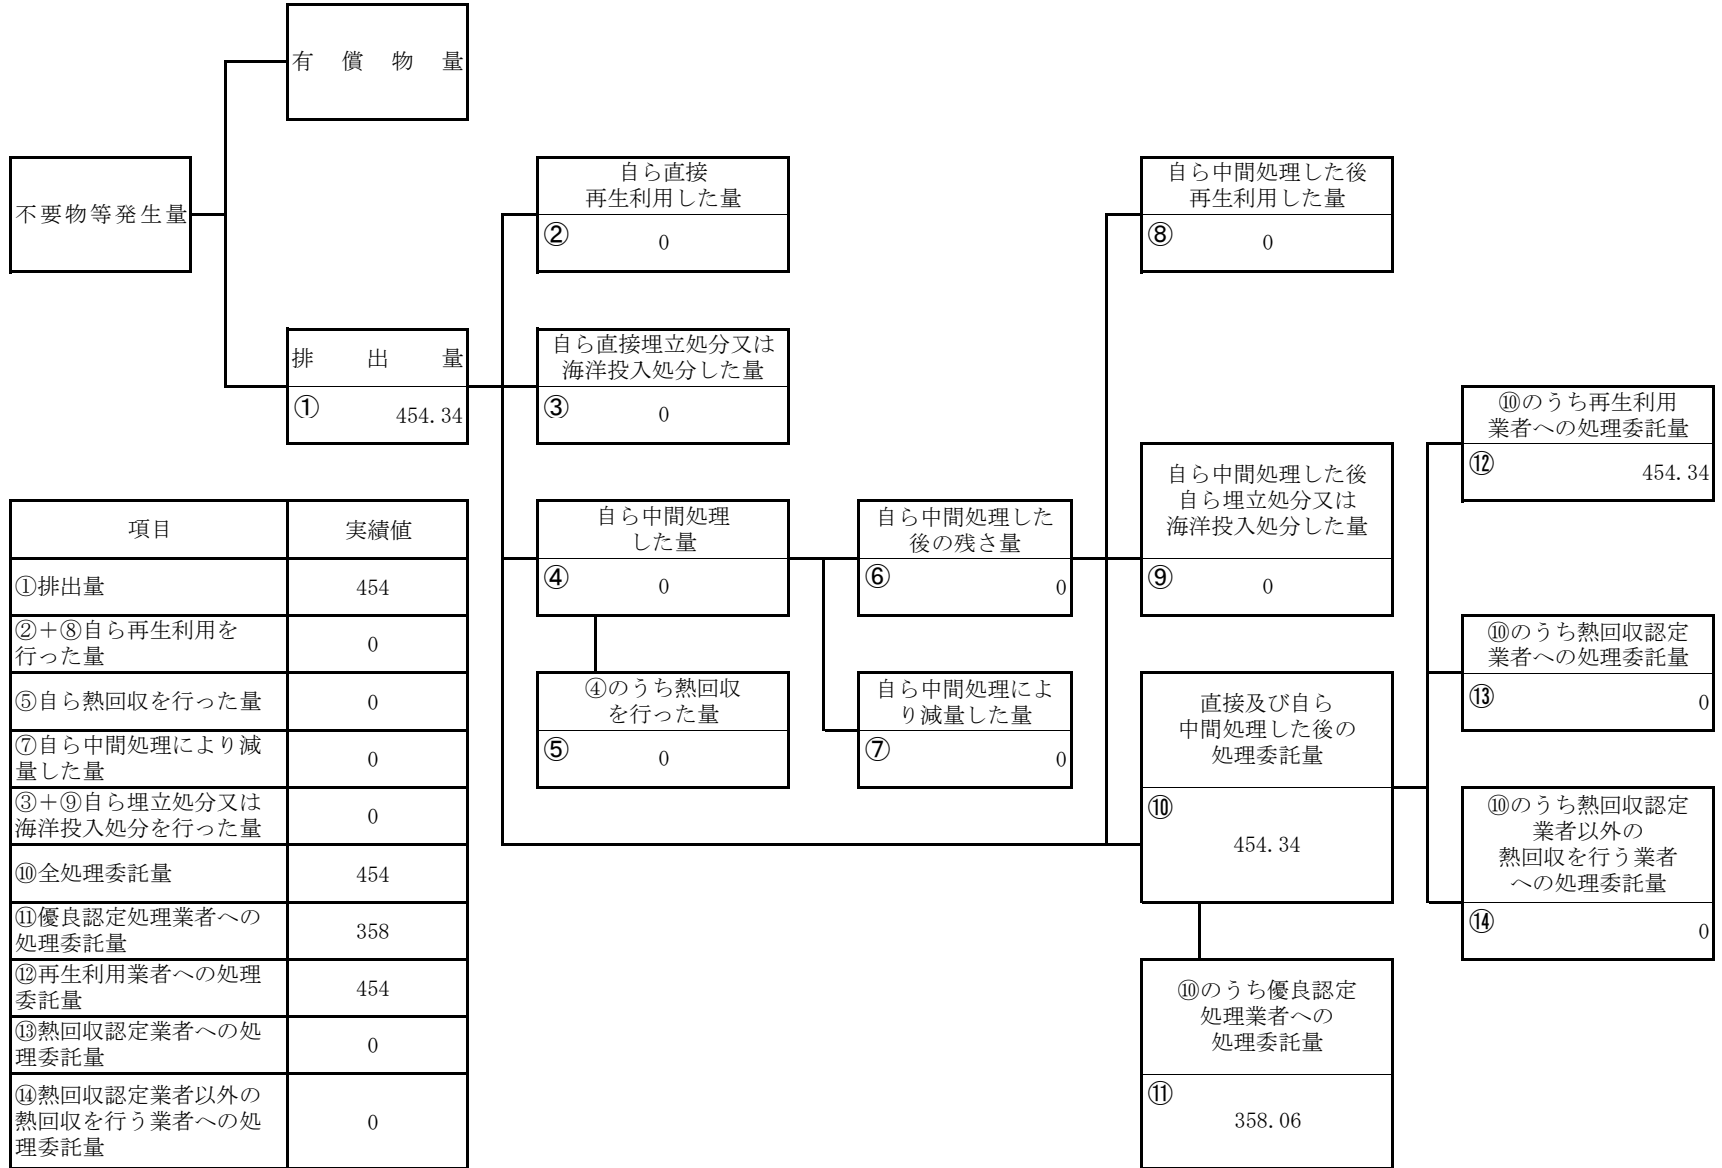 有償物量
不要物等発生量
排出量
① 454.34
自ら直接
再生利用した量
② 0
自ら直接埋立処分又は
海洋投入処分した量
③ 0
自ら中間処理
した量
④ 0
④のうち熱回収
を行った量
⑤ 0
自ら中間処理した
後の残さ量
⑥ 0
自ら中間処理によ
り減量した量
⑦ 0
自ら中間処理した後
再生利用した量
⑧ 0
自ら中間処理した後
自ら埋立処分又は
海洋投入処分した量
⑨ 0
直接及び自ら
中間処理した後の
処理委託量
⑩
454.34
⑩のうち優良認定
処理業者への
処理委託量
⑪
358.06
⑩のうち再生利用
業者への処理委託量
⑫ 454.34
⑩のうち熱回収認定
業者への処理委託量
⑬ 0
⑩のうち熱回収認定
業者以外の
熱回収を行う業者
への処理委託量
⑭ 0
項目 実績値
①排出量 454
②＋⑧自ら再生利用を
行った量 0
⑤自ら熱回収を行った量 0
⑦自ら中間処理により減
量した量 0
③＋⑨自ら埋立処分又は
海洋投入処分を行った量 0
⑩全処理委託量 454
⑪優良認定処理業者への
処理委託量 358
⑫再生利用業者への処理
委託量 454
⑬熱回収認定業者への処
理委託量 0
⑭熱回収認定業者以外の
熱回収を行う業者への処 0
理委託量